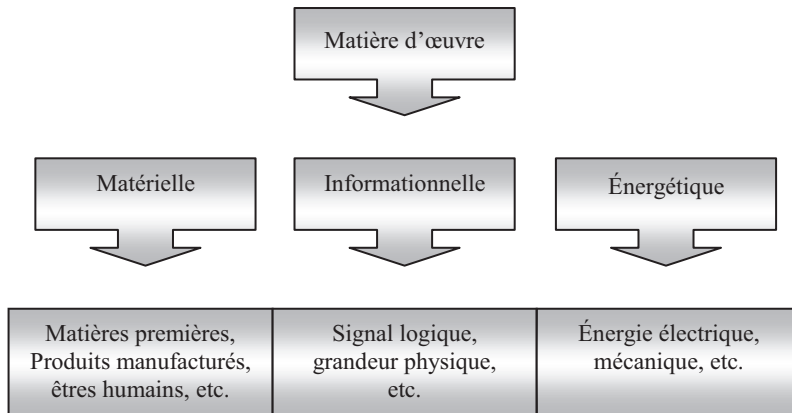 Matière d’œuvre
Matérielle
Informationnelle
Énergétique
Matières premières,
Produits manufacturés,
êtres humains, etc.
Signal logique,
grandeur physique,
etc.
Énergie électrique,
mécanique, etc.